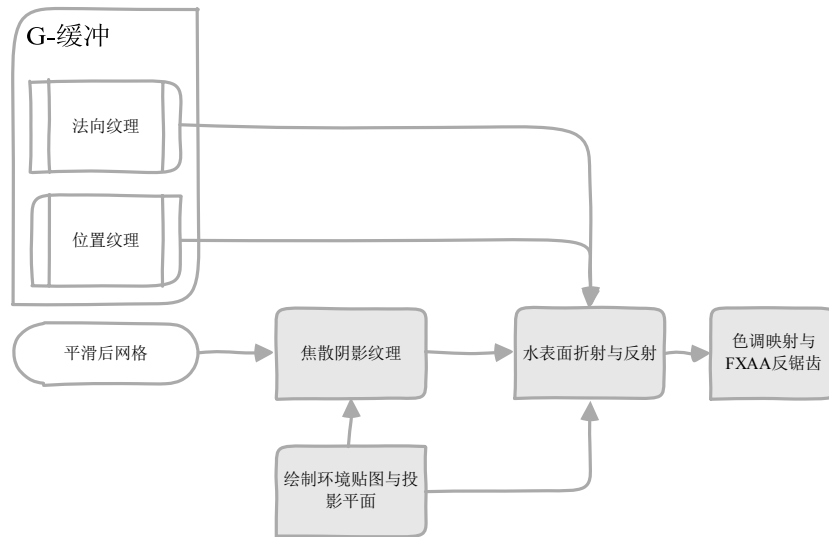 G-缓冲
法向纹理
位置纹理
平滑后网格
焦散阴影纹理
水表面折射与反射
色调映射与
FXAA反锯齿
绘制环境贴图与投
影平面